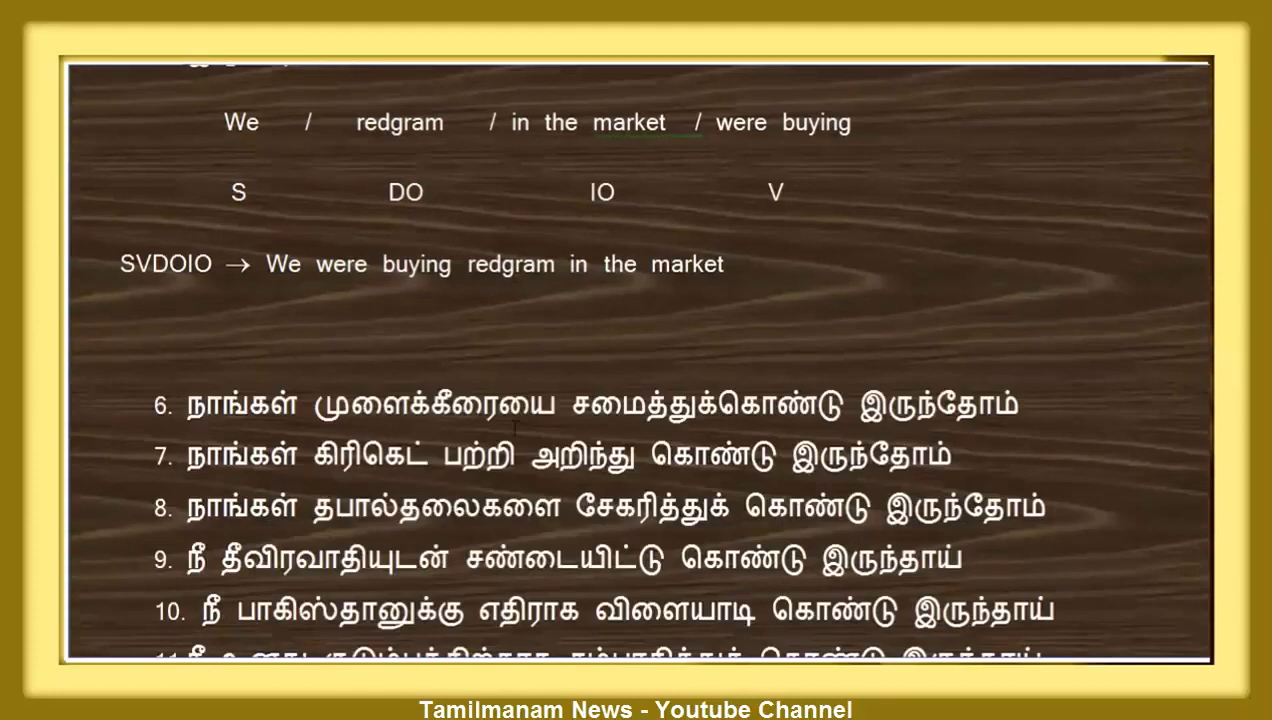 We / redgram / in the market / were buying
S DO IO V
SVDOIO → We were buying redgram in the market
6. நாங்கள் முளைக்கீரையை சமைத்துக்கொண்டு இருந்தோம்
7. நாங்கள் கிரிகெட் பற்றி அறிந்து கொண்டு இருந்தோம்
8. நாங்கள் தபால்தலைகளை சேகரித்துக் கொண்டு இருந்தோம்
9. நீ தீவிரவாதியுடன் சண்டையிட்டு கொண்டு இருந்தாய்
10. நீ பாகிஸ்தானுக்கு எதிராக விளையாடி கொண்டு இருந்தாய்
Tamilmanam News - Youtube Channel